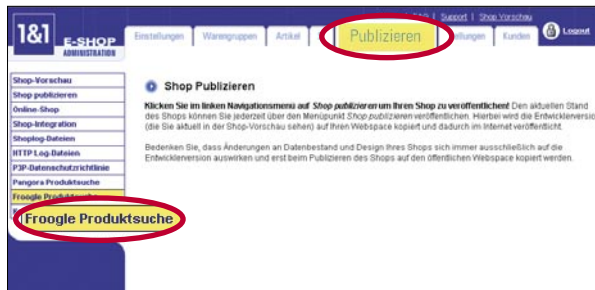 FAQ | Support | Shop Vorschau
1&1
E-SHOP
ADMINISTRATION
Einstellungen
Warengruppen
Artikel
Publizieren
Kunden
Logout
Shop-Vorschau
Shop publizieren
Online-Shop
Shop-Integration
Shoplog-Dateien
HTTP Log-Dateien
P3P-Datenschutzrichtlinie
Pangora Produktsuche
Froogle Produktsuche
Froogle Produktsuche
Shop Publizieren
Klicken Sie im linken Navigationsmenü auf Shop publizieren um Ihren Shop zu veröffentlichen! Den aktuellen Stand
des Shops können Sie jederzeit über den Menüpunkt Shop publizieren veröffentlichen. Hierbei wird die Entwicklerversio
(die Sie aktuell in der Shop-Vorschau sehen) auf Ihren Webspace kopiert und dadurch im Internet veröffentlicht.
Bedenken Sie, dass Änderungen an Datenbestand und Design Ihres Shops sich immer ausschließlich auf die
Entwicklerversion auswirken und erst beim Publizieren des Shops auf den öffentlichen Webspace kopiert werden.